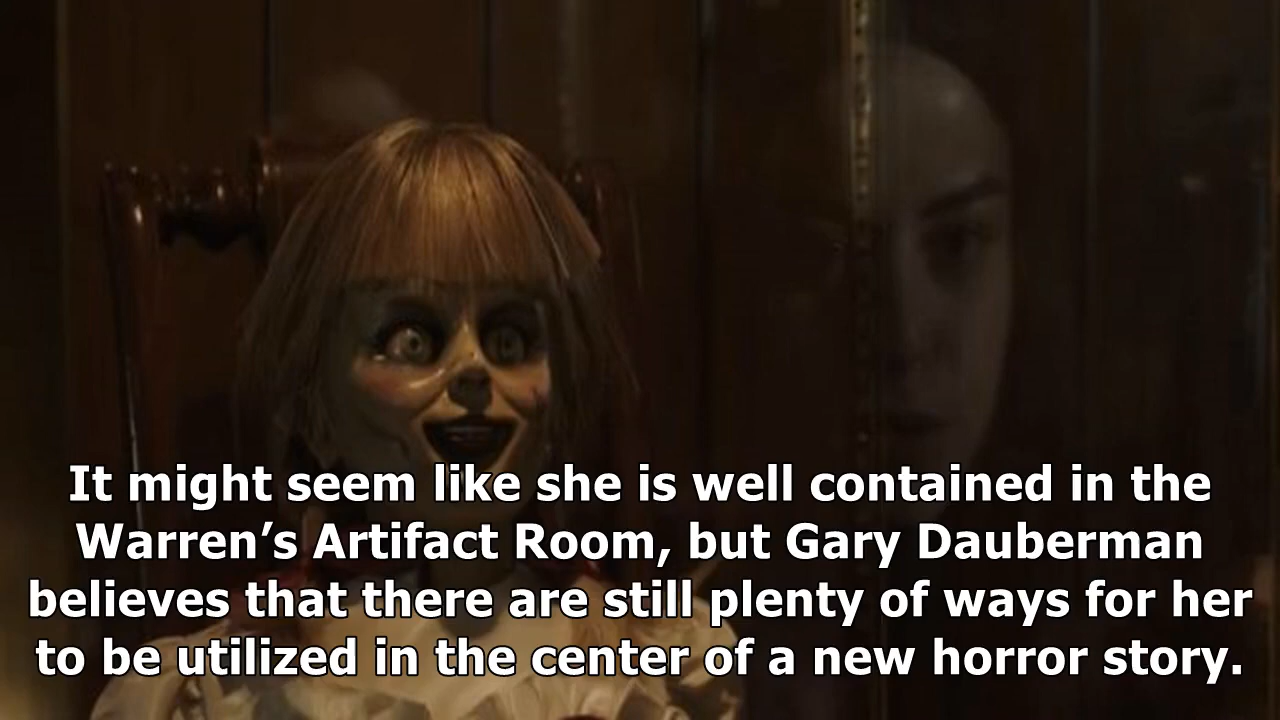 It might seem like she is well contained in the
Warren’s Artifact Room, but Gary Dauberman
believes that there are still plenty of ways for her
to be utilized in the center of a new horror story.